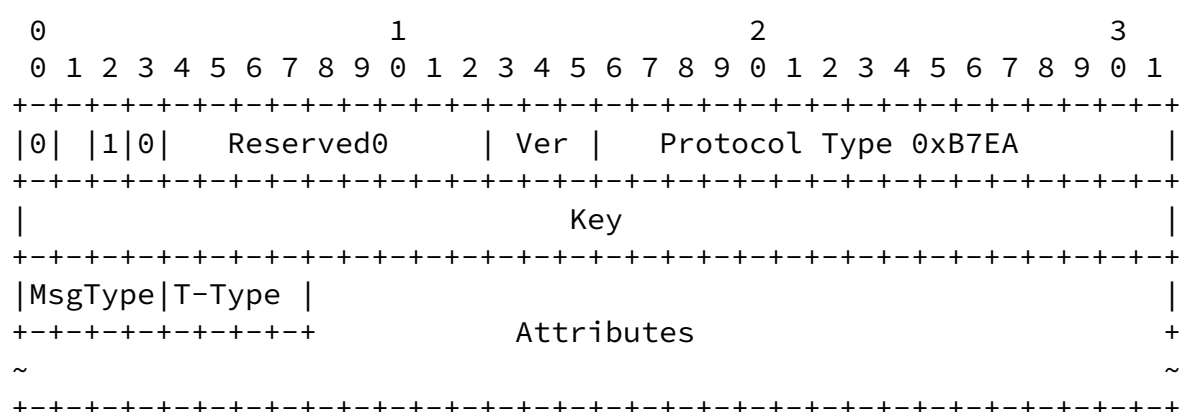 0                   1                   2                   3
 0 1 2 3 4 5 6 7 8 9 0 1 2 3 4 5 6 7 8 9 0 1 2 3 4 5 6 7 8 9 0 1
+-+-+-+-+-+-+-+-+-+-+-+-+-+-+-+-+-+-+-+-+-+-+-+-+-+-+-+-+-+-+-+-+
|0| |1|0|   Reserved0     | Ver |   Protocol Type 0xB7EA        |
+-+-+-+-+-+-+-+-+-+-+-+-+-+-+-+-+-+-+-+-+-+-+-+-+-+-+-+-+-+-+-+-+
|                              Key                              |
+-+-+-+-+-+-+-+-+-+-+-+-+-+-+-+-+-+-+-+-+-+-+-+-+-+-+-+-+-+-+-+-+
|MsgType|T-Type |                                               |
+-+-+-+-+-+-+-+-+           Attributes                          +
~                                                               ~
+-+-+-+-+-+-+-+-+-+-+-+-+-+-+-+-+-+-+-+-+-+-+-+-+-+-+-+-+-+-+-+-+